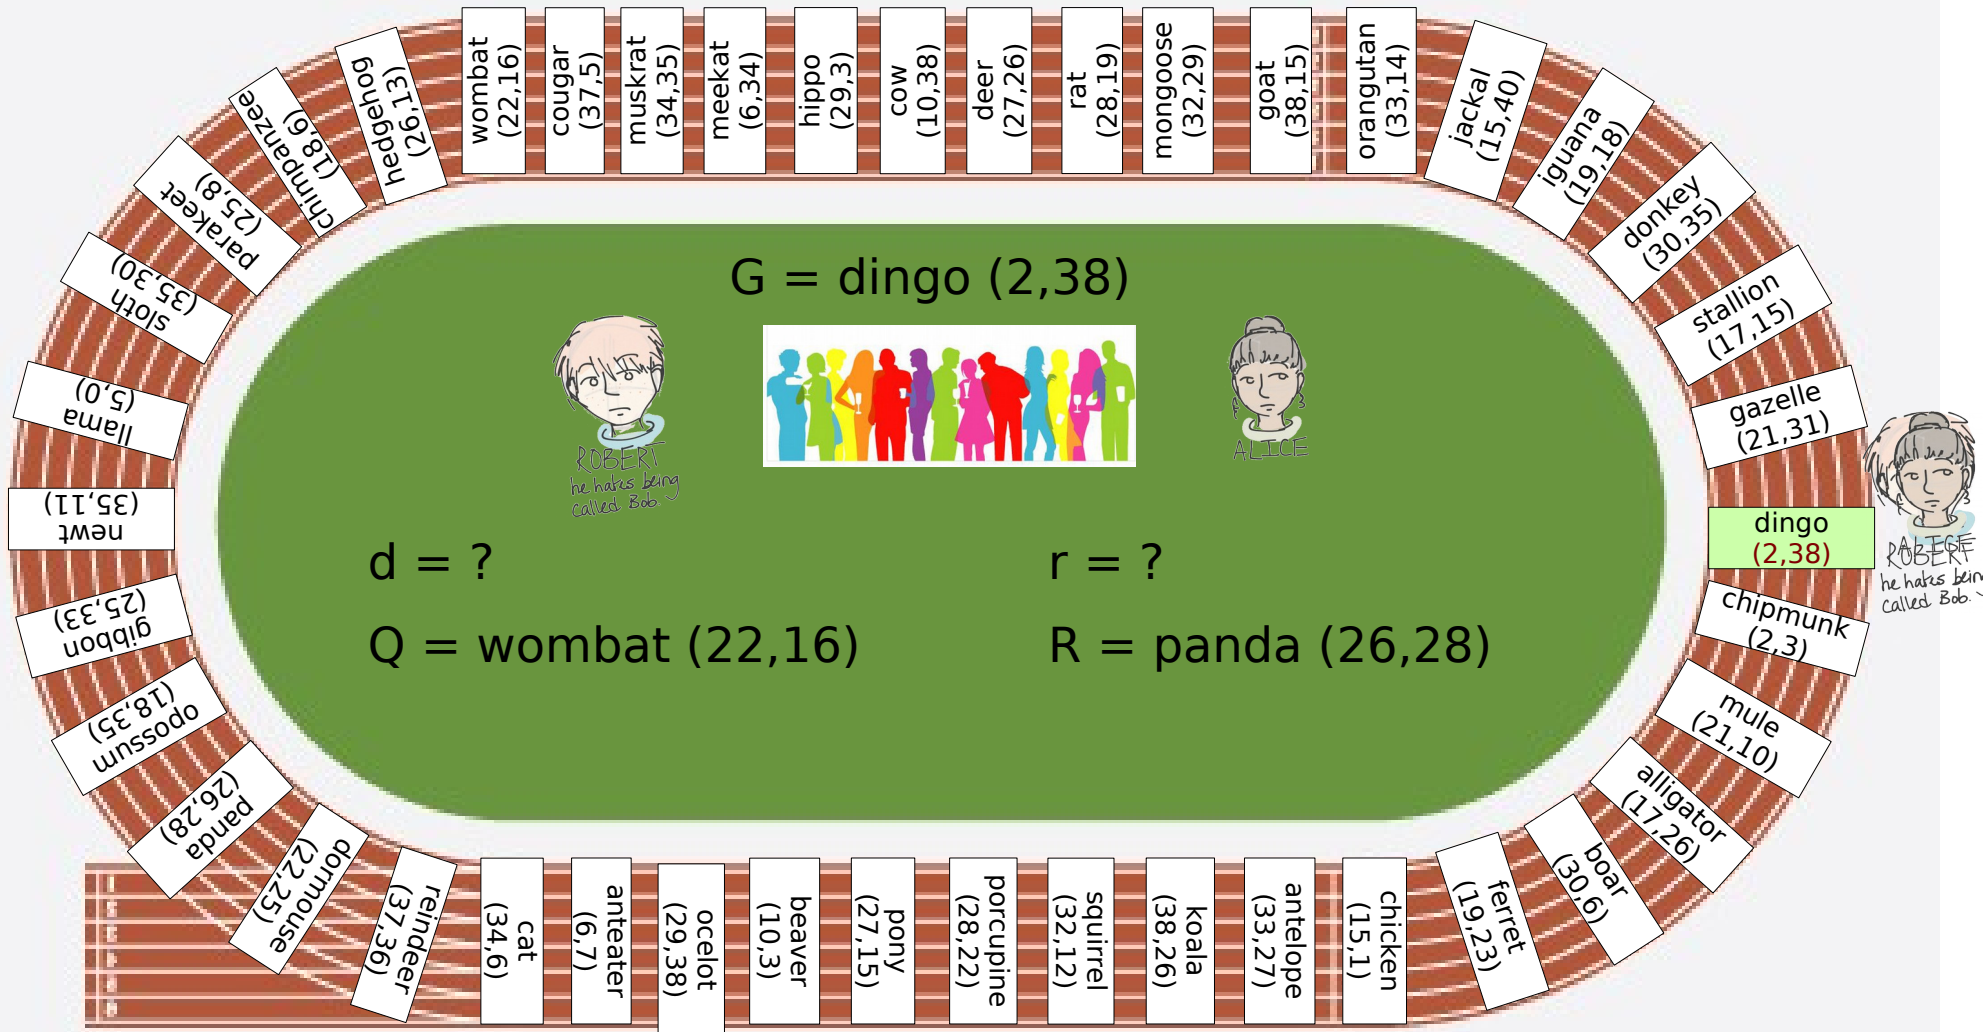 wombat
(22,16)
cougar
(37,5)
muskrat
(34,35)
meekat
(6,34)
hippo
(29,3)
cow
(10,38)
deer
(27,26)
rat
(28,19)
mongoose
(32,29)
goat
(38,15)
orangutan
(33,14)
jackal
(15,40)
iguana
(19,18)
donkey
(30,35)
stallion
(17,15)
gazelle
(21,31)
dingo
(2,38)
chipmunk
(2,3)
mule
(21,10)
alligator
(17,26)
boar
(30,6)
ferret
(19,23)
chicken
(15,1)
antelope
(33,27)
koala
(38,26)
squirrel
(32,12)
porcupine
(28,22)
pony
(27,15)
beaver
(10,3)
ocelot
(29,38)
anteater
(6,7)
cat
(34,6)
reindeer
(37,36)
dormouse
(22,25)
panda
(26,28)
opossum
(18,35)
gibbon
(25,33)
newt
(35,11)
llama
(5,0)
sloth
(35,30)
parakeet
(25,8)
chimpanzee
(18,6)
hedgehog
(26,13)
G = dingo (2,38)
ROBERT
he hates being
called Bob.
ALICE
d = ?
r = ?
Q = wombat (22,16)
R = panda (26,28)
ALICE
ROBERT
he hates being
called Bob.